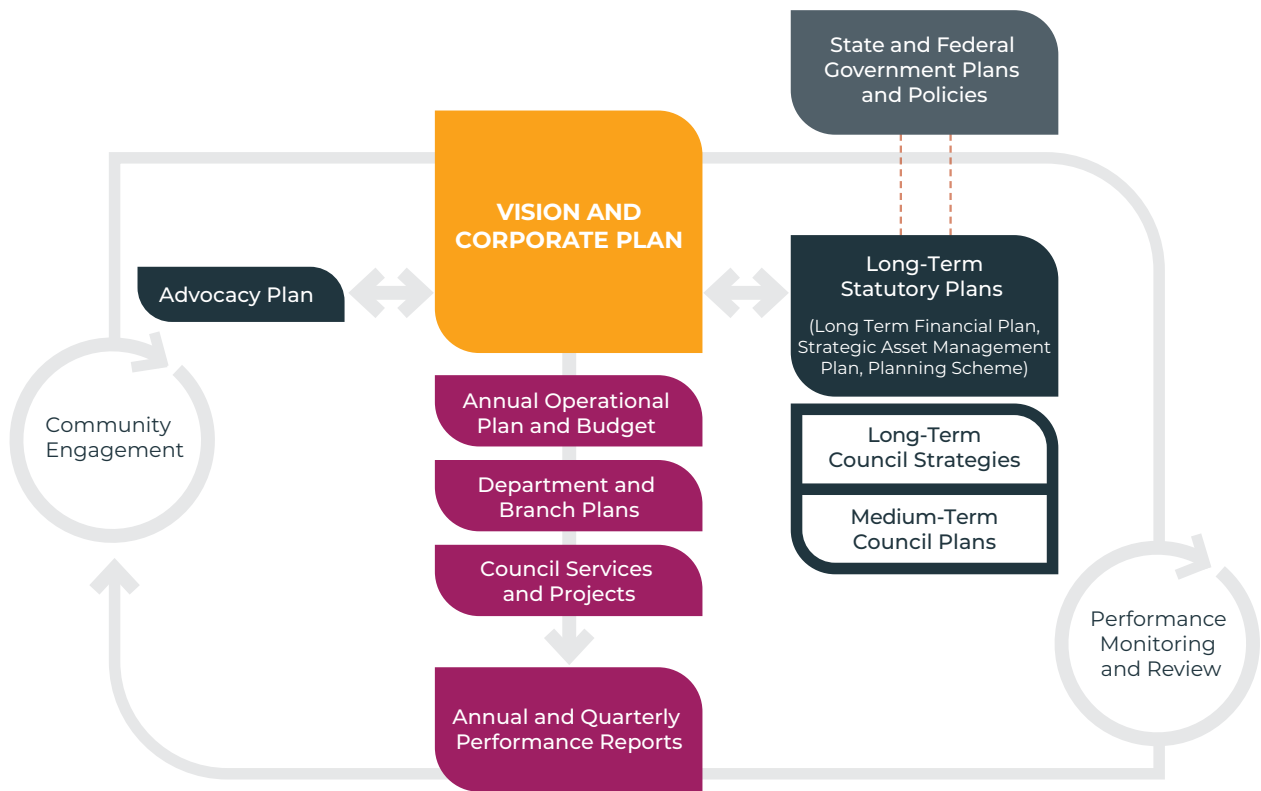 State and Federal
Government Plans
and Policies
VISION AND
CORPORATE PLAN
Advocacy Plan
Long-Term
Statutory Plans
(Long Term Financial Plan,
Strategic Asset Management
Plan, Planning Scheme)
Annual Operational
Plan and Budget
Department and
Branch Plans
Council Services
and Projects
Long-Term
Council Strategies
Medium-Term
Council Plans
Community
Engagement
Performance
Monitoring
and Review
Annual and Quarterly
Performance Reports